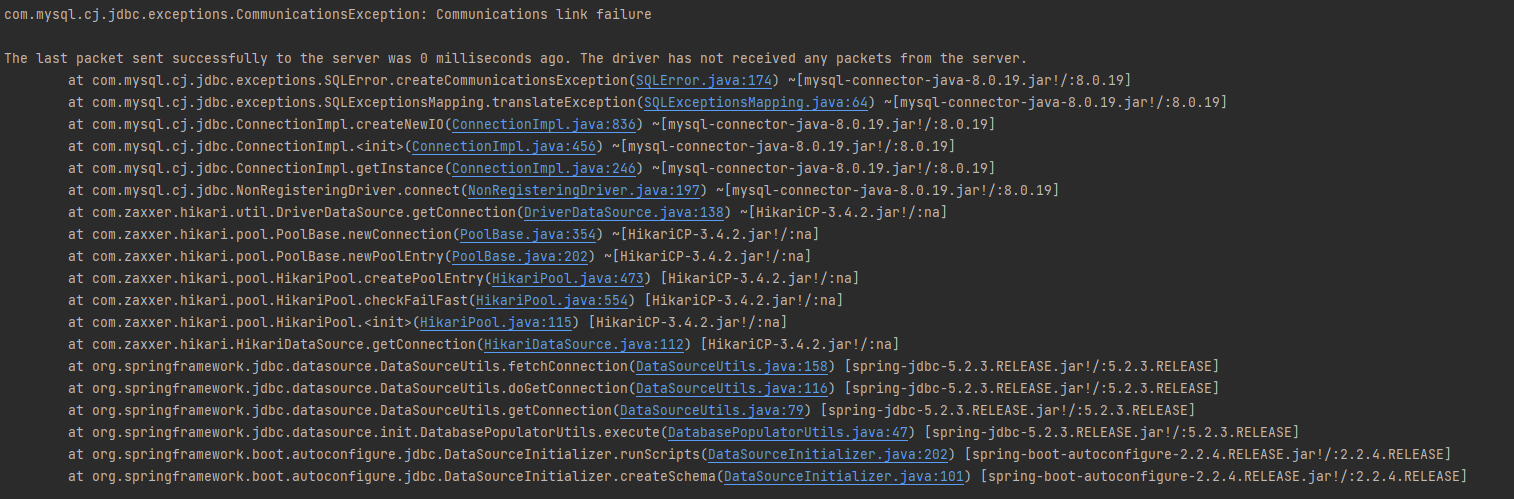 com.mysql.cj.jdbc.exceptions.CommunicationsException: Communications link failure
The last packet sent successfully to the server was 0 milliseconds ago. The driver has not received any packets from the server.
at com.mysql.cj.jdbc.exceptions.SQLError.createCommunicationsException(SQLError.java:174) ~[mysql-connector-java-8.0.19.jar!/:8.0.19]
at com.mysql.cj.jdbc.exceptions.SQLExceptionsMapping.translateException(SQLExceptionsMapping.java:64) ~[mysql-connector-java-8.0.19.jar!/:8.0.19]
at com.mysql.cj.jdbc.ConnectionImpl.createNewIO(ConnectionImpl.java:836) ~[mysql-connector-java-8.0.19.jar!/:8.0.19]
at com.mysql.cj.jdbc.ConnectionImpl.<init>(ConnectionImpl.java:456) ~[mysql-connector-java-8.0.19.jar!/:8.0.19]
at com.mysql.cj.jdbc.ConnectionImpl.getInstance(ConnectionImpl.java:246) ~[mysql-connector-java-8.0.19.jar!/:8.0.19]
at com.mysql.cj.jdbc.NonRegisteringDriver.connect(NonRegisteringDriver.java:197) ~[mysql-connector-java-8.0.19.jar!/:8.0.19]
at com.zaxxer.hikari.util.DriverDataSource.getConnection(DriverDataSource.java:138) ~[HikariCP-3.4.2.jar!/:na]
at com.zaxxer.hikari.pool.PoolBase.newConnection(PoolBase.java:354) ~[HikariCP-3.4.2.jar!/:na]
at com.zaxxer.hikari.pool.PoolBase.newPoolEntry(PoolBase.java:202) ~[HikariCP-3.4.2.jar!/:na]
at com.zaxxer.hikari.pool.HikariPool.createPoolEntry(HikariPool.java:473) [HikariCP-3.4.2.jar!/:na]
at com.zaxxer.hikari.pool.HikariPool.checkFailFast(HikariPool.java:554) [HikariCP-3.4.2.jar!/:na]
at com.zaxxer.hikari.pool.HikariPool.<init>(HikariPool.java:115) [HikariCP-3.4.2.jar!/:na]
at com.zaxxer.hikari.HikariDataSource.getConnection(HikariDataSource.java:112) [HikariCP-3.4.2.jar!/:na]
at org.springframework.jdbc.datasource.DataSourceUtils.fetchConnection(DataSourceUtils.java:158) [spring-jdbc-5.2.3.RELEASE.jar!/:5.2.3.RELEASE]
at org.springframework.jdbc.datasource.DataSourceUtils.doGetConnection(DataSourceUtils.java:116) [spring-jdbc-5.2.3.RELEASE.jar!/:5.2.3.RELEASE]
at org.springframework.jdbc.datasource.DataSourceUtils.getConnection(DataSourceUtils.java:79) [spring-jdbc-5.2.3.RELEASE.jar!/:5.2.3.RELEASE]
at org.springframework.jdbc.datasource.init.DatabasePopulatorUtils.execute(DatabasePopulatorUtils.java:47) [spring-jdbc-5.2.3.RELEASE.jar!/:5.2.3.RELEASE]
at org.springframework.boot.autoconfigure.jdbc.DataSourceInitializer.runScripts(DataSourceInitializer.java:202) [spring-boot-autoconfigure-2.2.4.RELEASE.jar!/:2.2.4.RELEASE]
at org.springframework.boot.autoconfigure.jdbc.DataSourceInitializer.createSchema(DataSourceInitializer.java:101) [spring-boot-autoconfigure-2.2.4.RELEASE.jar!/:2.2.4.RELEASE]